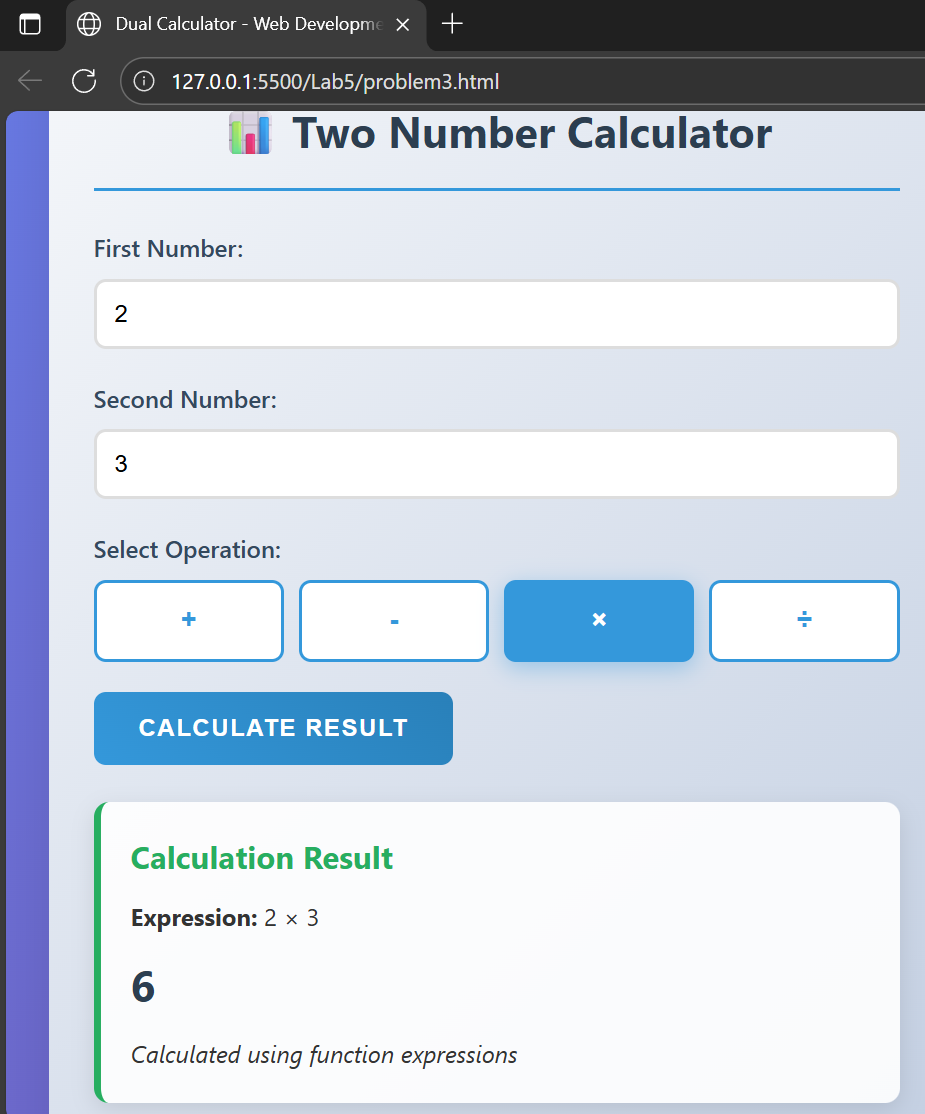 Dual Calculator - Web Developme
127.0.0.1:5500/Lab5/problem3.html
Two Number Calculator
First Number:
2
Second Number:
3
Select Operation:
+ - × ÷
CALCULATE RESULT
Calculation Result
Expression: 2 × 3
6
Calculated using function expressions